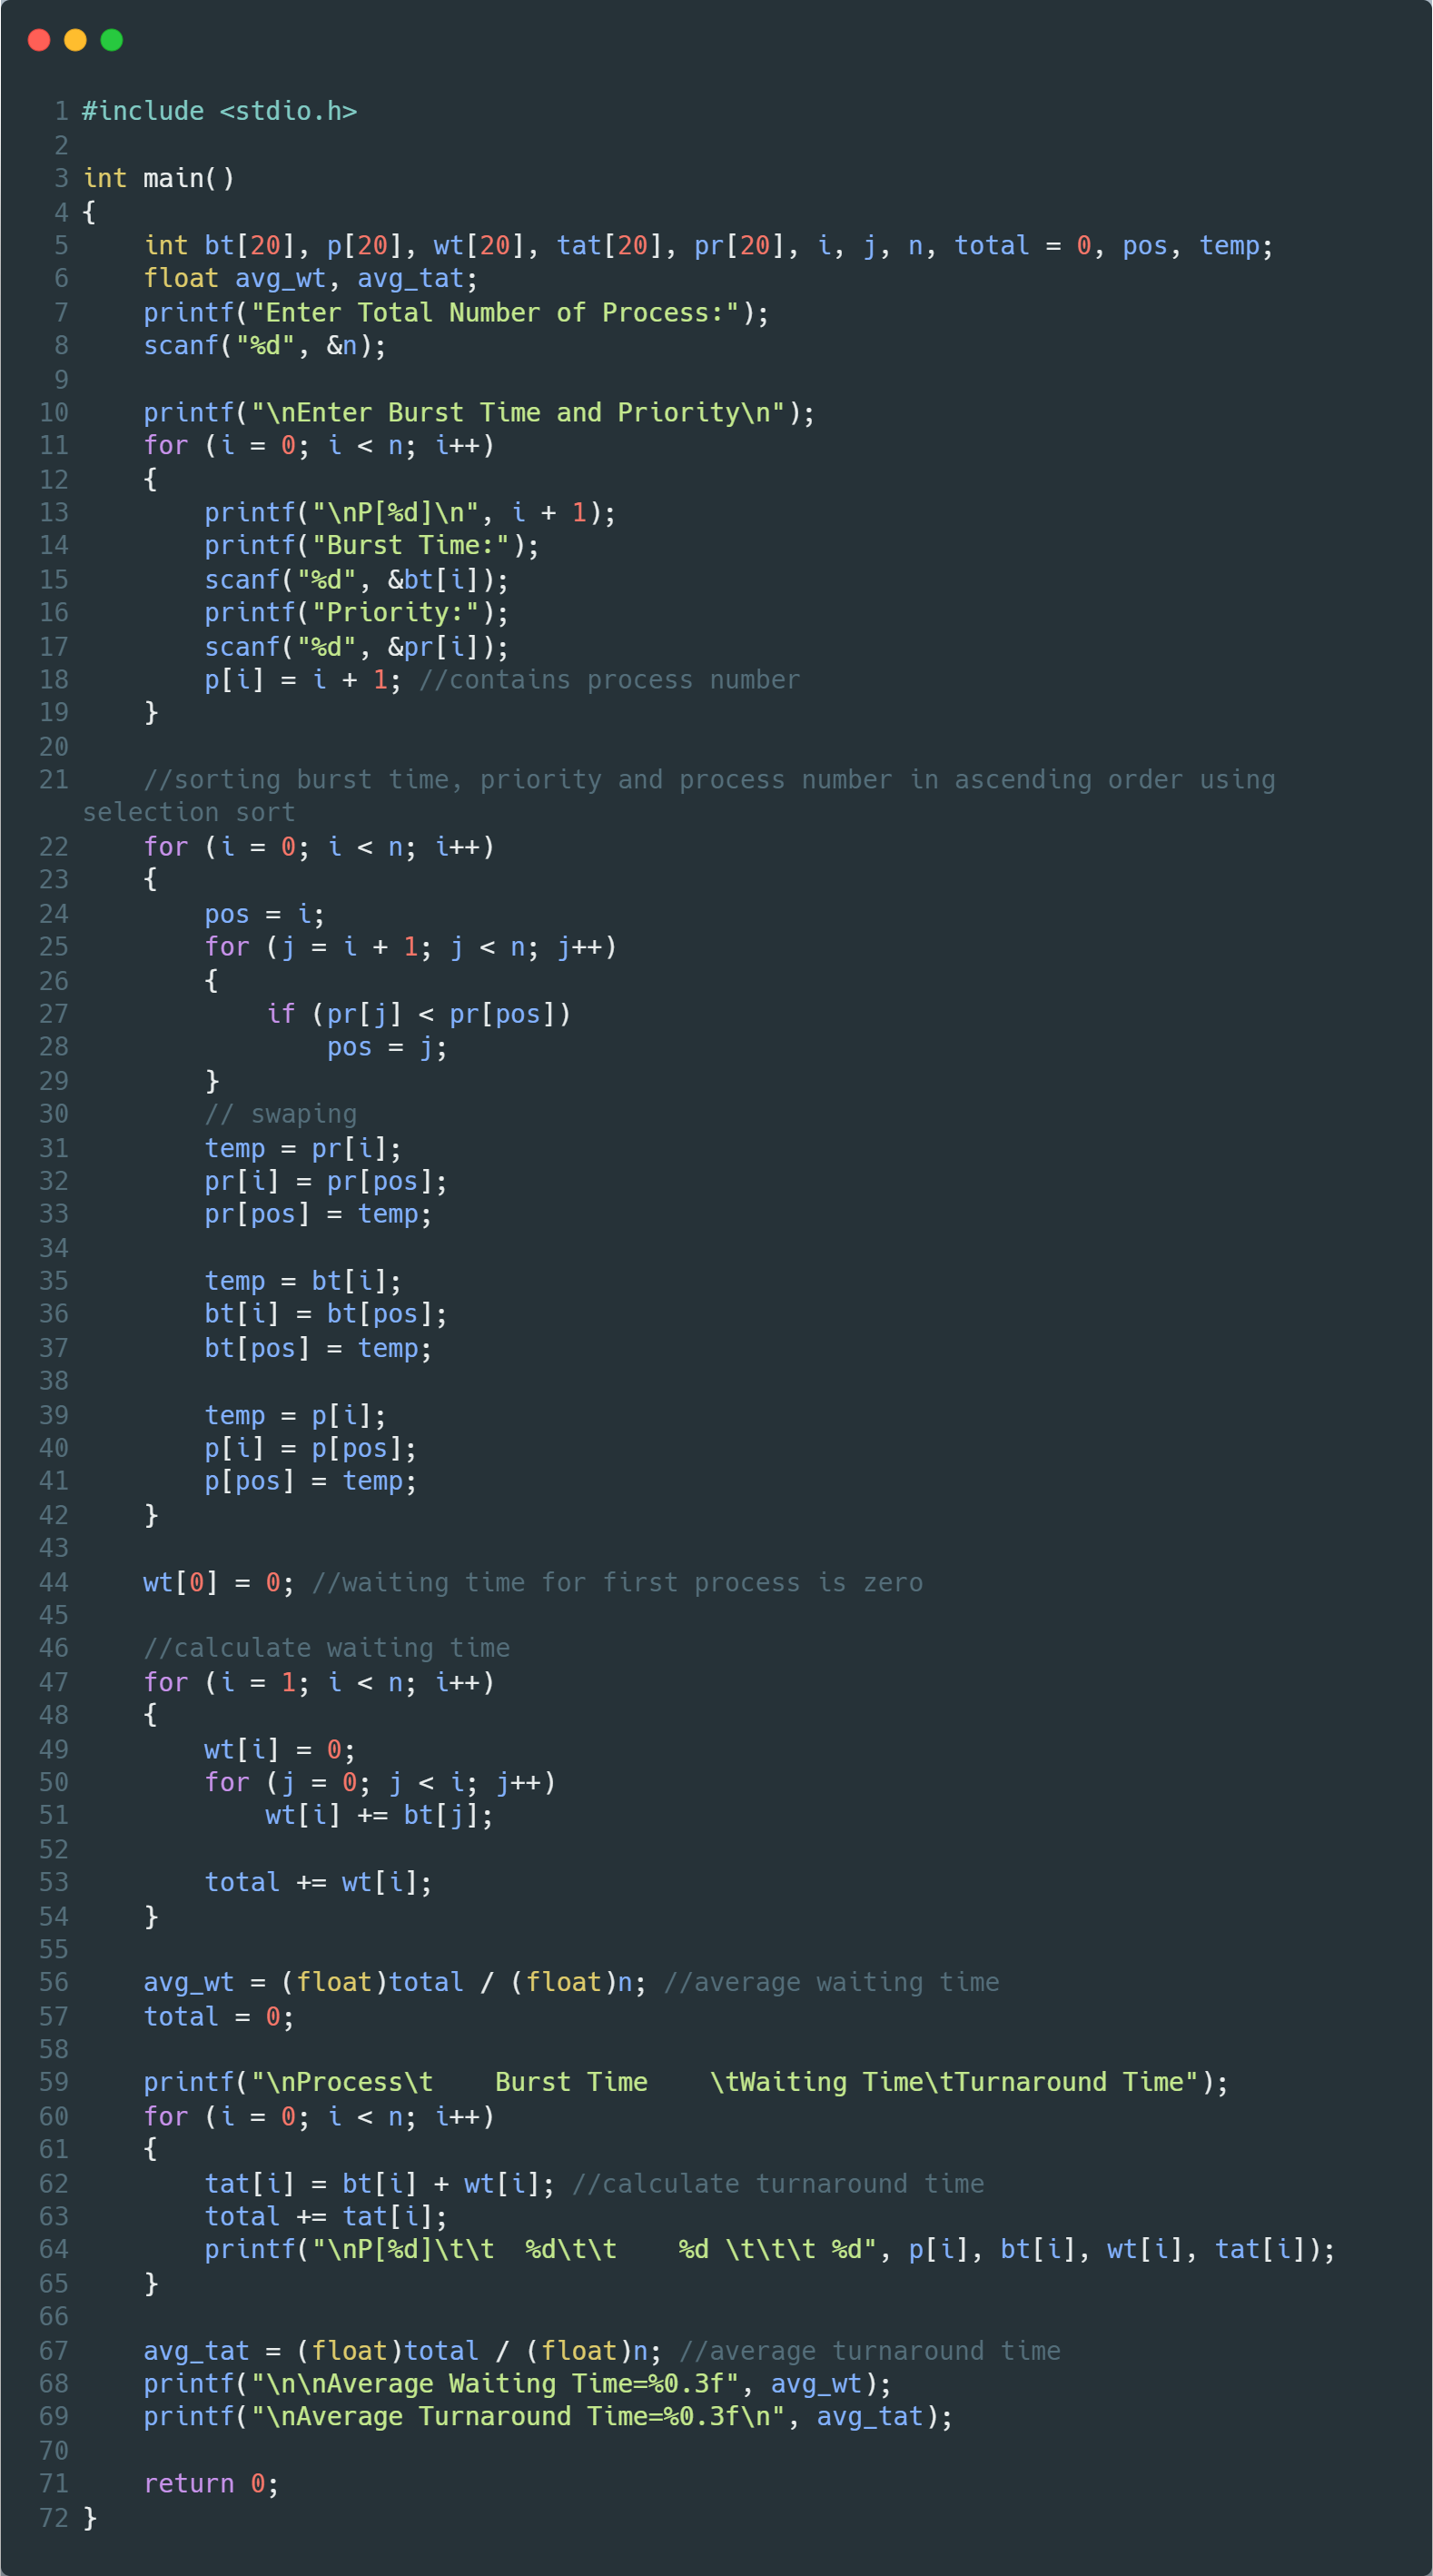 1 #include <stdio.h>
2
3 int main()
4 {
5     int bt[20], p[20], wt[20], tat[20], pr[20], i, j, n, total = 0, pos, temp;
6     float avg_wt, avg_tat;
7     printf("Enter Total Number of Process:");
8     scanf("%d", &n);
9
10     printf("\nEnter Burst Time and Priority\n");
11     for (i = 0; i < n; i++)
12     {
13         printf("\nP[%d]\n", i + 1);
14         printf("Burst Time:");
15         scanf("%d", &bt[i]);
16         printf("Priority:");
17         scanf("%d", &pr[i]);
18         p[i] = i + 1; //contains process number
19     }
20
21     //sorting burst time, priority and process number in ascending order using
selection sort
22     for (i = 0; i < n; i++)
23     {
24         pos = i;
25         for (j = i + 1; j < n; j++)
26         {
27             if (pr[j] < pr[pos])
28                 pos = j;
29         }
30         // swaping
31         temp = pr[i];
32         pr[i] = pr[pos];
33         pr[pos] = temp;
34
35         temp = bt[i];
36         bt[i] = bt[pos];
37         bt[pos] = temp;
38
39         temp = p[i];
40         p[i] = p[pos];
41         p[pos] = temp;
42     }
43
44     wt[0] = 0; //waiting time for first process is zero
45
46     //calculate waiting time
47     for (i = 1; i < n; i++)
48     {
49         wt[i] = 0;
50         for (j = 0; j < i; j++)
51             wt[i] += bt[j];
52
53         total += wt[i];
54     }
55
56     avg_wt = (float)total / (float)n; //average waiting time
57     total = 0;
58
59     printf("\nProcess\t    Burst Time    \tWaiting Time\tTurnaround Time");
60     for (i = 0; i < n; i++)
61     {
62         tat[i] = bt[i] + wt[i]; //calculate turnaround time
63         total += tat[i];
64         printf("\nP[%d]\t\t  %d\t\t    %d \t\t\t %d", p[i], bt[i], wt[i], tat[i]);
65     }
66
67     avg_tat = (float)total / (float)n; //average turnaround time
68     printf("\n\nAverage Waiting Time=%0.3f", avg_wt);
69     printf("\nAverage Turnaround Time=%0.3f\n", avg_tat);
70
71     return 0;
72 }